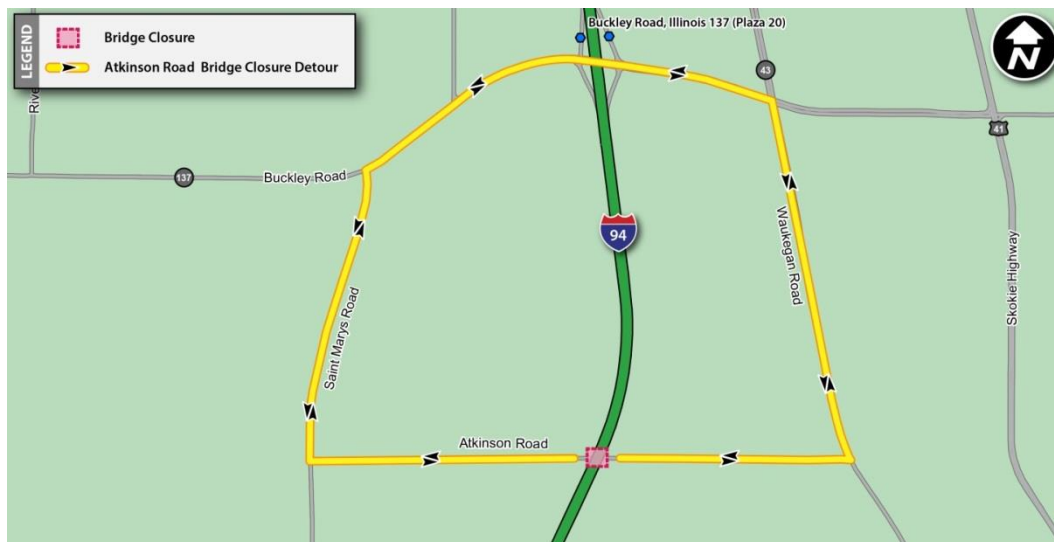 LEGEND
Bridge Closure
Atkinson Road Bridge Closure Detour
Buckley Road, Illinois 137 (Plaza 20)
N
43
41
137
Buckley Road
94
Waukegan Road
Saint Marys Road
Skokie Highway
Atkinson Road